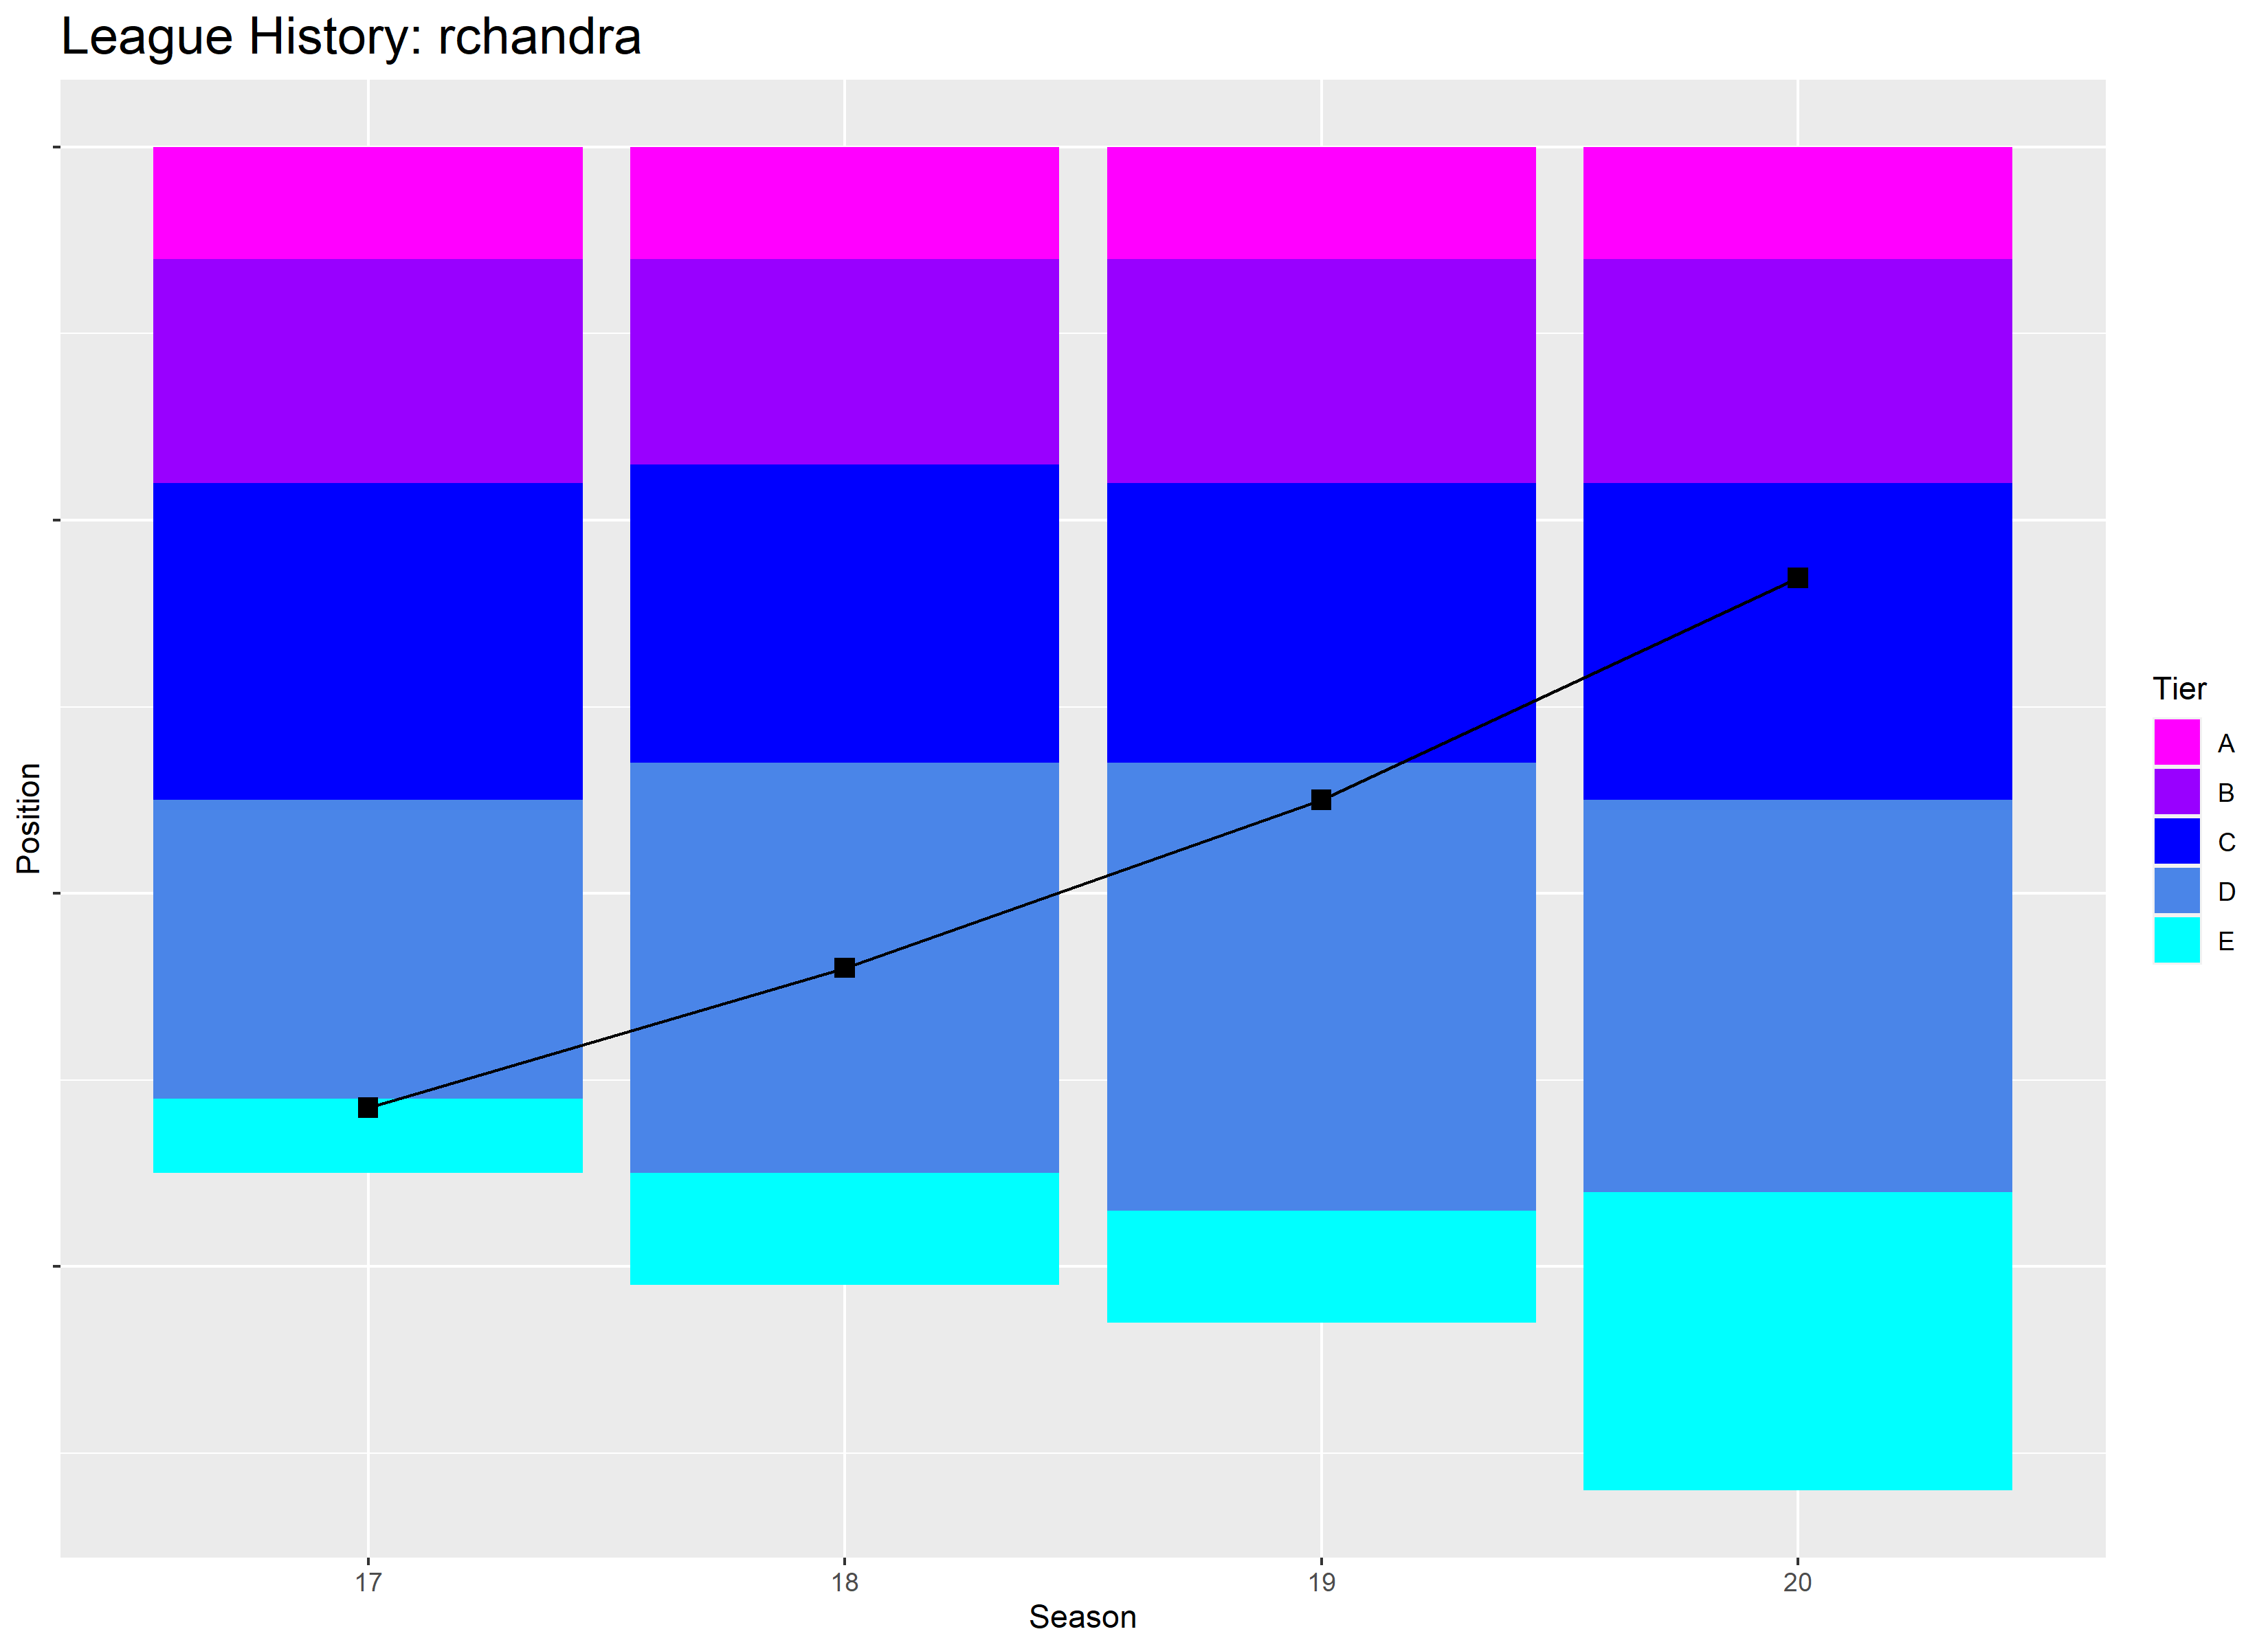 League History: rchandra
Position
Tier
A
B
C
D
E
17
18
19
20
Season